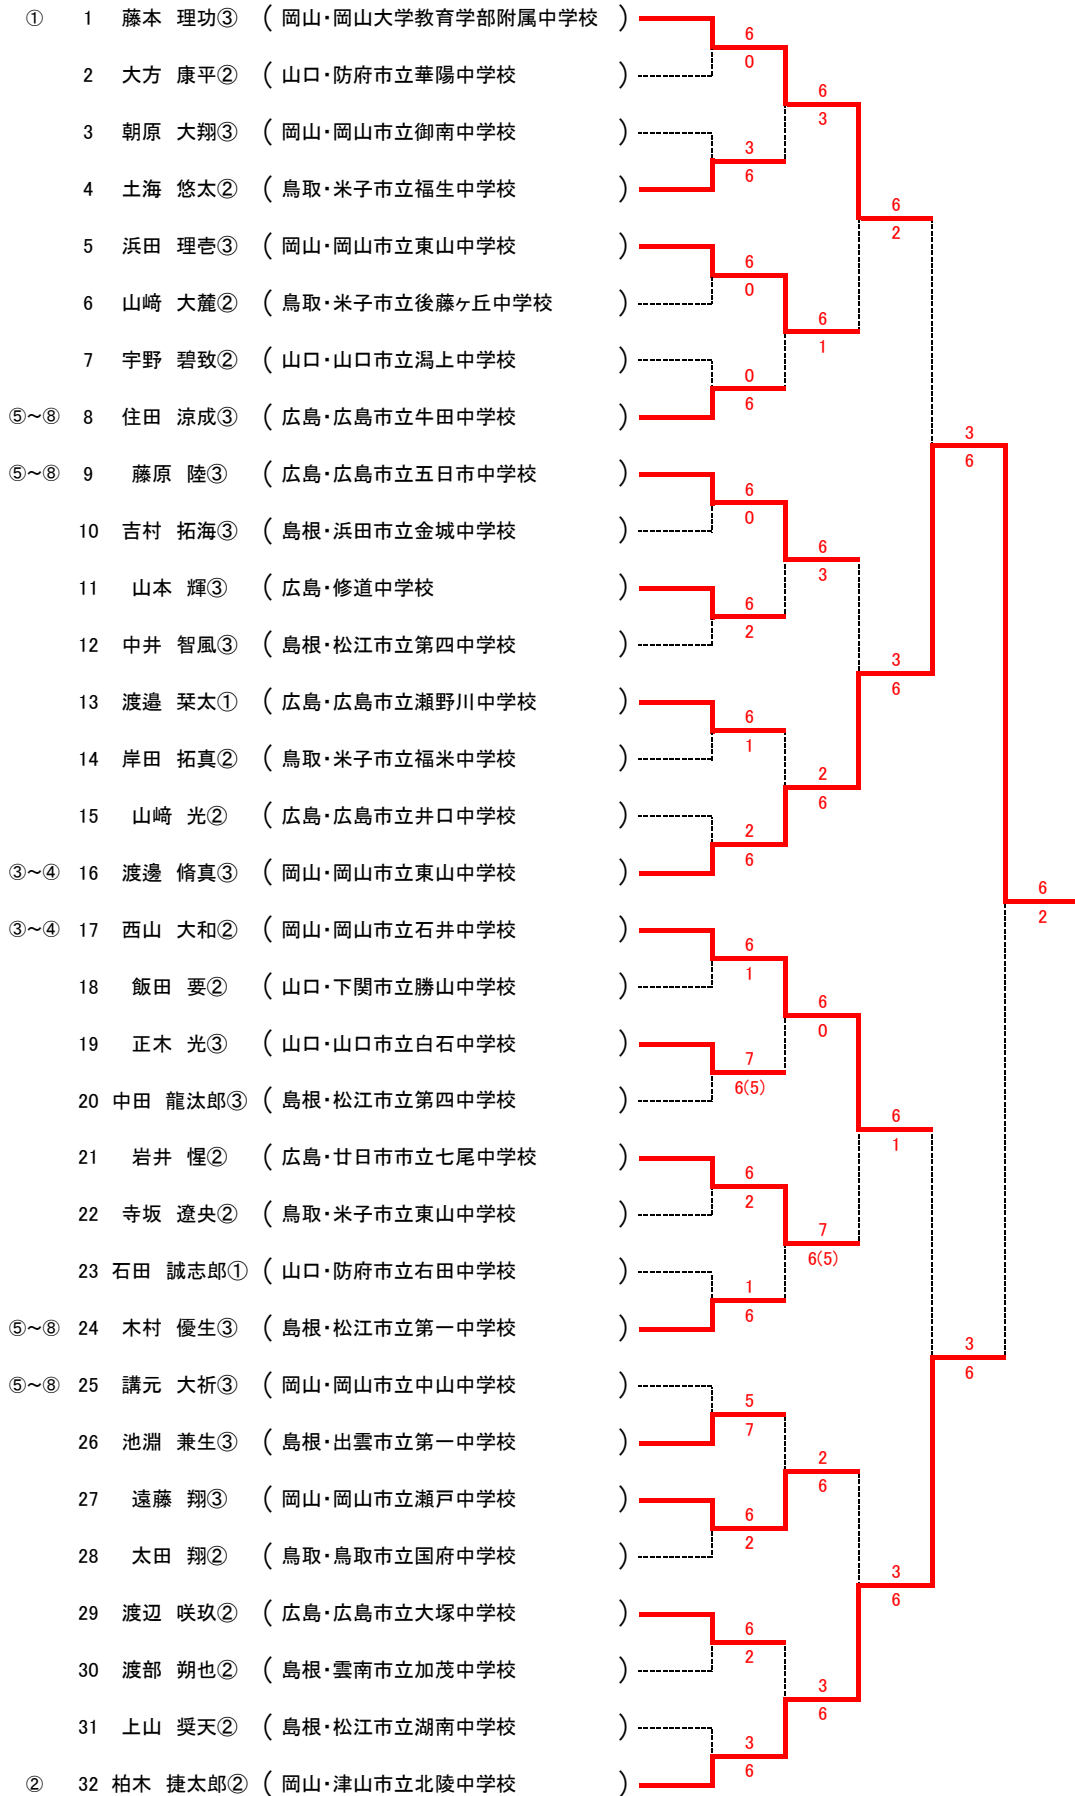 ① 1 藤本 理功③ ( 岡山・岡山大学教育学部附属中学校 )
6
0
2 大方 康平② ( 山口・防府市立華陽中学校 )
6
3
3 朝原 大翔③ ( 岡山・岡山市立御南中学校 )
3
6
4 土海 悠太② ( 鳥取・米子市立福生中学校 )
6
2
5 浜田 理壱③ ( 岡山・岡山市立東山中学校 )
6
0
6 山﨑 大麓② ( 鳥取・米子市立後藤ヶ丘中学校 )
6
1
7 宇野 碧致② ( 山口・山口市立潟上中学校 )
0
6
⑤~⑧ 8 住田 涼成③ ( 広島・広島市立牛田中学校 )
3
6
⑤~⑧ 9 藤原 陸③ ( 広島・広島市立五日市中学校 )
6
0
10 吉村 拓海③ ( 島根・浜田市立金城中学校 )
6
3
11 山本 輝③ ( 広島・修道中学校 )
6
2
12 中井 智風③ ( 島根・松江市立第四中学校 )
3
6
13 渡邉 栞太① ( 広島・広島市立瀬野川中学校 )
6
1
14 岸田 拓真② ( 鳥取・米子市立福米中学校 )
2
6
15 山﨑 光② ( 広島・広島市立井口中学校 )
2
6
③~④ 16 渡邊 脩真③ ( 岡山・岡山市立東山中学校 )
6
2
③~④ 17 西山 大和② ( 岡山・岡山市立石井中学校 )
6
1
18 飯田 要② ( 山口・下関市立勝山中学校 )
6
0
19 正木 光③ ( 山口・山口市立白石中学校 )
7
6(5)
20 中田 龍汰郎③ ( 島根・松江市立第四中学校 )
6
1
21 岩井 惺② ( 広島・廿日市市立七尾中学校 )
6
2
22 寺坂 遼央② ( 鳥取・米子市立東山中学校 )
7
6(5)
23 石田 誠志郎① ( 山口・防府市立右田中学校 )
1
6
⑤~⑧ 24 木村 優生③ ( 島根・松江市立第一中学校 )
3
6
⑤~⑧ 25 講元 大祈③ ( 岡山・岡山市立中山中学校 )
5
7
26 池淵 兼生③ ( 島根・出雲市立第一中学校 )
2
6
27 遠藤 翔③ ( 岡山・岡山市立瀬戸中学校 )
6
2
28 太田 翔② ( 鳥取・鳥取市立国府中学校 )
3
6
29 渡辺 咲玖② ( 広島・広島市立大塚中学校 )
6
2
30 渡部 朔也② ( 島根・雲南市立加茂中学校 )
3
6
31 上山 奨天② ( 島根・松江市立湖南中学校 )
3
6
② 32 柏木 捷太郎② ( 岡山・津山市立北陵中学校 )